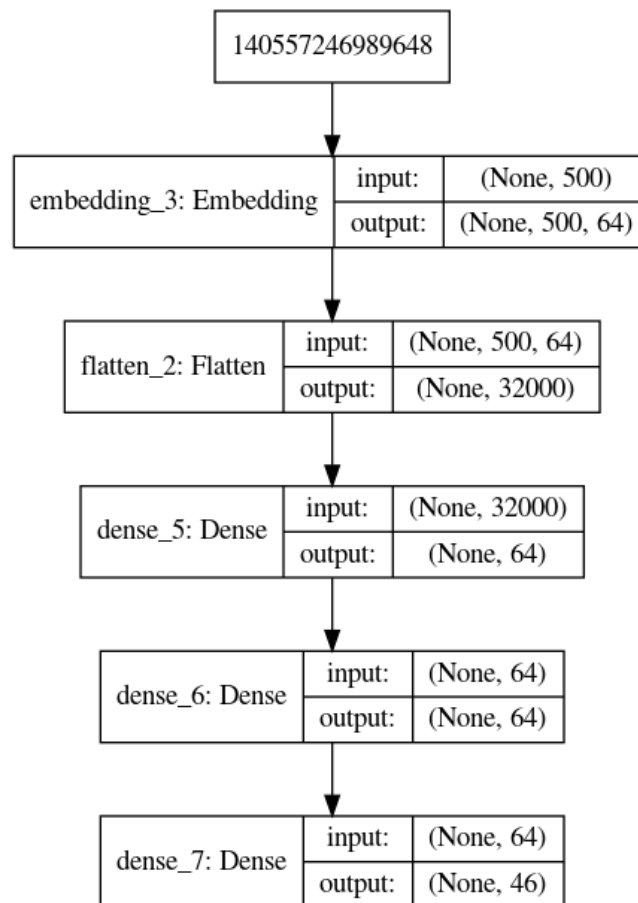 140557246989648
embedding_3: Embedding
input: (None, 500)
output: (None, 500, 64)
flatten_2: Flatten
input: (None, 500, 64)
output: (None, 32000)
dense_5: Dense
input: (None, 32000)
output: (None, 64)
dense_6: Dense
input: (None, 64)
output: (None, 64)
dense_7: Dense
input: (None, 64)
output: (None, 46)